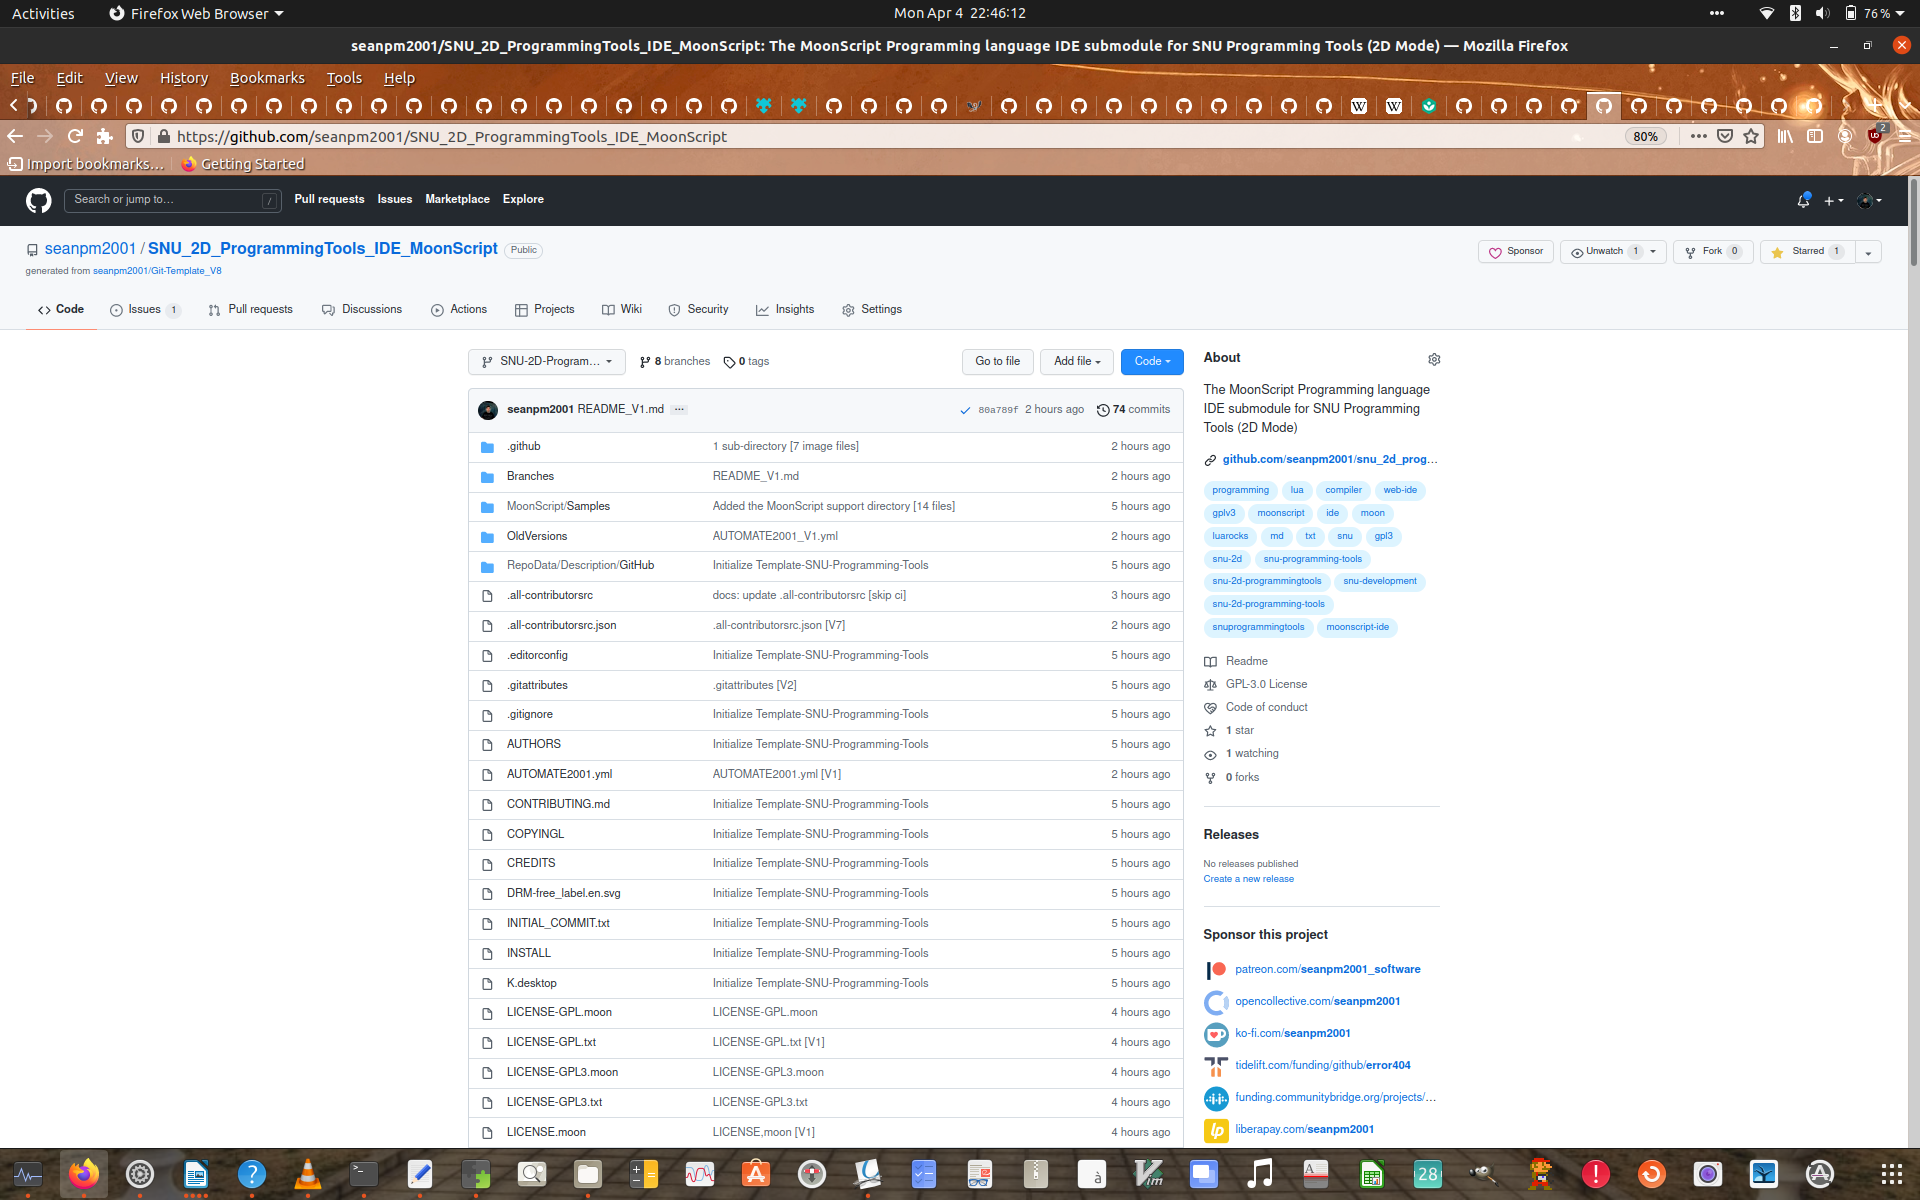 Activities
Firefox Web Browser
Mon Apr 4 22:46:12
76 %
seanpm2001/SNU_2D_ProgrammingTools_IDE_MoonScript: The MoonScript Programming language IDE submodule for SNU Programming Tools (2D Mode) — Mozilla Firefox
File Edit View History Bookmarks Tools Help
https://github.com/seanpm2001/SNU_2D_ProgrammingTools_IDE_MoonScript
80%
2
Import bookmarks… Getting Started
Search or jump to… /
Pull requests Issues Marketplace Explore
seanpm2001 / SNU_2D_ProgrammingTools_IDE_MoonScript Public
Sponsor Unwatch 1 Fork 0 Starred 1
generated from seanpm2001/Git-Template_V8
Code Issues 1 Pull requests Discussions Actions Projects Wiki Security Insights Settings
SNU-2D-Program… 8 branches 0 tags Go to file Add file Code
seanpm2001 README_V1.md ... 80a789f 2 hours ago 74 commits
.github 1 sub-directory [7 image files] 2 hours ago
Branches README_V1.md 2 hours ago
MoonScript/Samples Added the MoonScript support directory [14 files] 5 hours ago
OldVersions AUTOMATE2001_V1.yml 2 hours ago
RepoData/Description/GitHub Initialize Template-SNU-Programming-Tools 5 hours ago
.all-contributorsrc docs: update .all-contributorsrc [skip ci] 3 hours ago
.all-contributorsrc.json .all-contributorsrc.json [V7] 2 hours ago
.editorconfig Initialize Template-SNU-Programming-Tools 5 hours ago
.gitattributes .gitattributes [V2] 5 hours ago
.gitignore Initialize Template-SNU-Programming-Tools 5 hours ago
AUTHORS Initialize Template-SNU-Programming-Tools 5 hours ago
AUTOMATE2001.yml AUTOMATE2001.yml [V1] 2 hours ago
CONTRIBUTING.md Initialize Template-SNU-Programming-Tools 5 hours ago
COPYINGL Initialize Template-SNU-Programming-Tools 5 hours ago
CREDITS Initialize Template-SNU-Programming-Tools 5 hours ago
DRM-free_label.en.svg Initialize Template-SNU-Programming-Tools 5 hours ago
INITIAL_COMMIT.txt Initialize Template-SNU-Programming-Tools 5 hours ago
INSTALL Initialize Template-SNU-Programming-Tools 5 hours ago
K.desktop Initialize Template-SNU-Programming-Tools 5 hours ago
LICENSE-GPL.moon LICENSE-GPL.moon 4 hours ago
LICENSE-GPL.txt LICENSE-GPL.txt [V1] 4 hours ago
LICENSE-GPL3.moon LICENSE-GPL3.moon 4 hours ago
LICENSE-GPL3.txt LICENSE-GPL3.txt 4 hours ago
LICENSE.moon LICENSE,moon [V1] 4 hours ago
About
The MoonScript Programming language
IDE submodule for SNU Programming
Tools (2D Mode)
github.com/seanpm2001/snu_2d_prog…
programming lua compiler web-ide
gplv3 moonscript ide moon
luarocks md txt snu gpl3
snu-2d snu-programming-tools
snu-2d-programmingtools snu-development
snu-2d-programming-tools
snuprogrammingtools moonscript-ide
Readme
GPL-3.0 License
Code of conduct
1 star
1 watching
0 forks
Releases
No releases published
Create a new release
Sponsor this project
patreon.com/seanpm2001_software
opencollective.com/seanpm2001
ko-fi.com/seanpm2001
tidelift.com/funding/github/error404
funding.communitybridge.org/projects/…
liberapay.com/seanpm2001
28